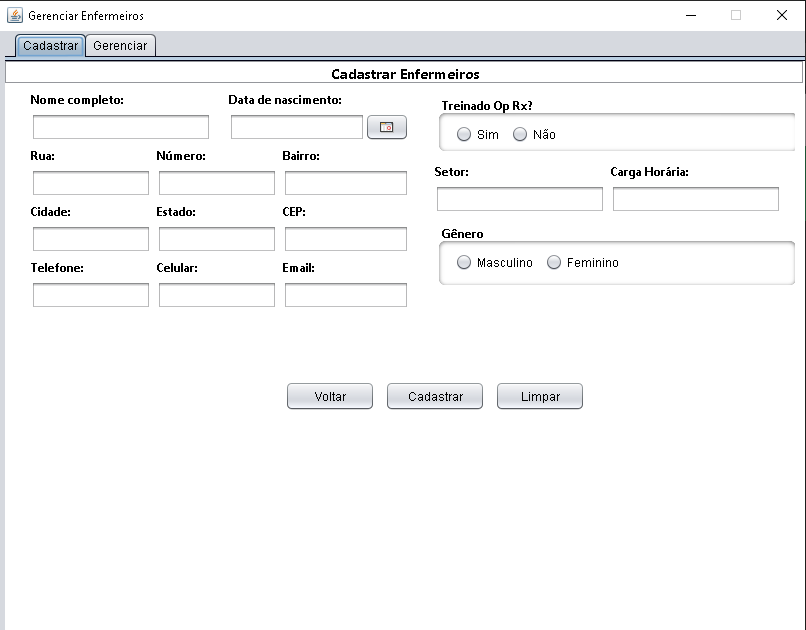 Gerenciar Enfermeiros
Cadastrar Gerenciar
Cadastrar Enfermeiros
Nome completo: Data de nascimento:
Treinado Op Rx?
Sim Não
Rua: Número: Bairro:
Setor: Carga Horária:
Cidade: Estado: CEP:
Gênero
Masculino Feminino
Telefone: Celular: Email:
Voltar Cadastrar Limpar